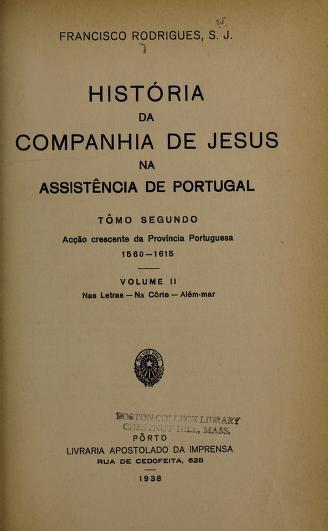 FRANCISCO RODRIGUES, S. J.
HISTÓRIA
DA
COMPANHIA DE JESUS
NA
ASSISTÊNCIA DE PORTUGAL
TÔMO SEGUNDO
Acção crescente da Província Portuguesa
1560—1615
VOLUME II
Nas Letras — Na Côrte — Além-mar
BOSTON COLLEGE LIBRARY
CHESTNUT HILL, MASS.
PÔRTO
LIVRARIA APOSTOLADO DA IMPRENSA
RUA DE CEDOFEITA, 628
1938